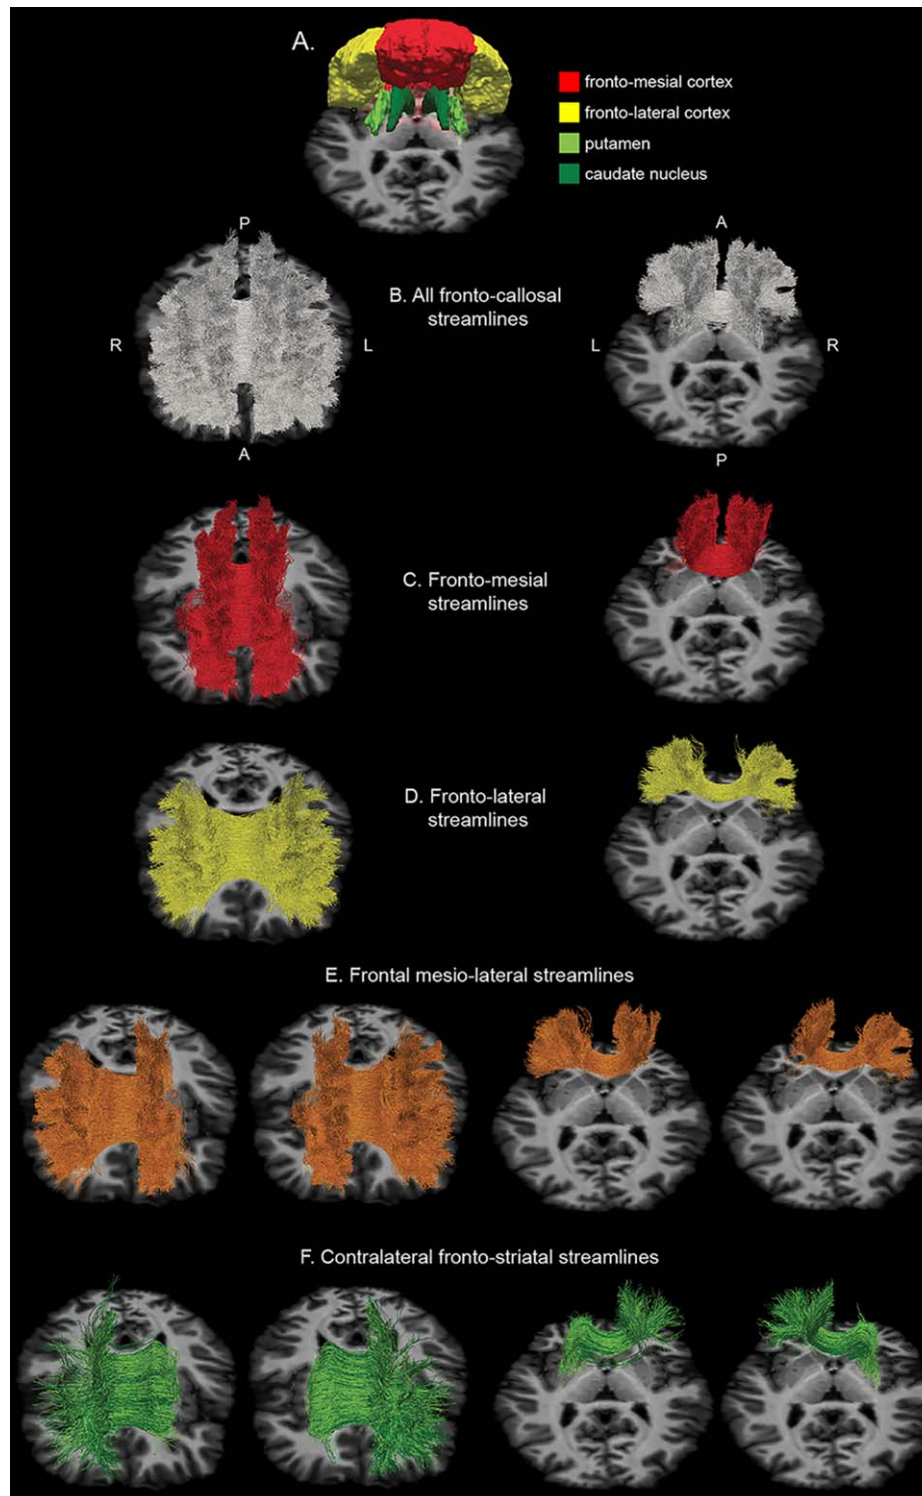 A.
fronto-mesial cortex
fronto-lateral cortex
putamen
caudate nucleus
P
A
B. All fronto-callosal
streamlines
R
L
L
R
A
P
C. Fronto-mesial
streamlines
D. Fronto-lateral
streamlines
E. Frontal mesio-lateral streamlines
F. Contralateral fronto-striatal streamlines